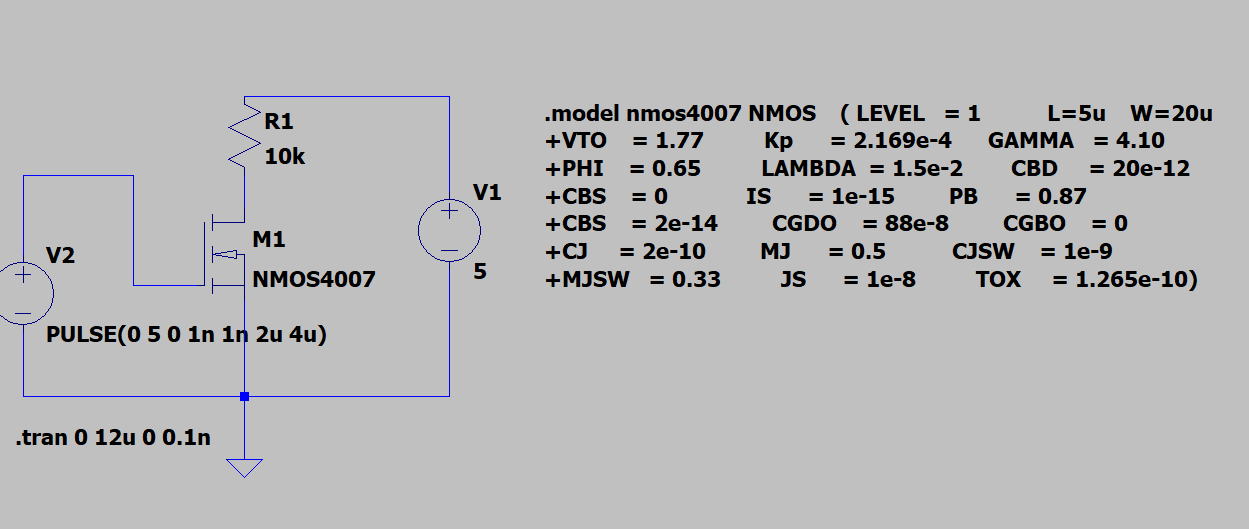 R1
10k
V1
5
M1
NMOS4007
V2
PULSE(0 5 0 1n 1n 2u 4u)
.tran 0 12u 0 0.1n
.model nmos4007 NMOS ( LEVEL = 1 L=5u W=20u
+VTO = 1.77 Kp = 2.169e-4 GAMMA = 4.10
+PHI = 0.65 LAMBDA = 1.5e-2 CBD = 20e-12
+CBS = 0 IS = 1e-15 PB = 0.87
+CBS = 2e-14 CGDO = 88e-8 CGBO = 0
+CJ = 2e-10 MJ = 0.5 CJSW = 1e-9
+MJSW = 0.33 JS = 1e-8 TOX = 1.265e-10)